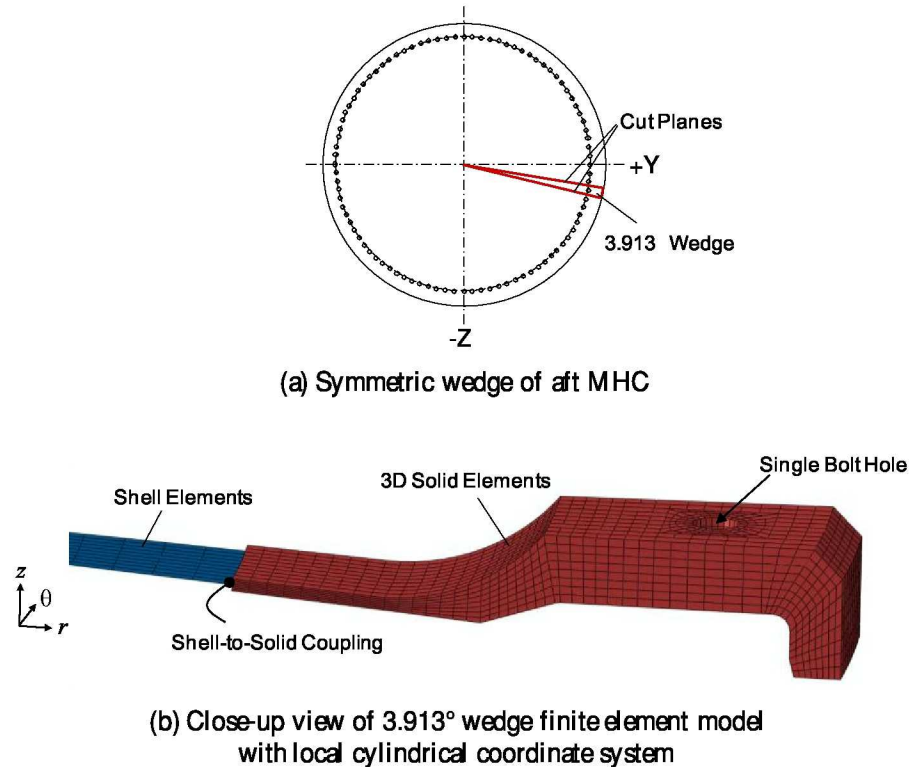 Cut Planes
+Y
3.913 Wedge
-Z
(a) Symmetric wedge of aft MHC
Single Bolt Hole
3D Solid Elements
Shell Elements
z
θ
r
Shell-to-Solid Coupling
(b) Close-up view of 3.913° wedge finite element model
with local cylindrical coordinate system